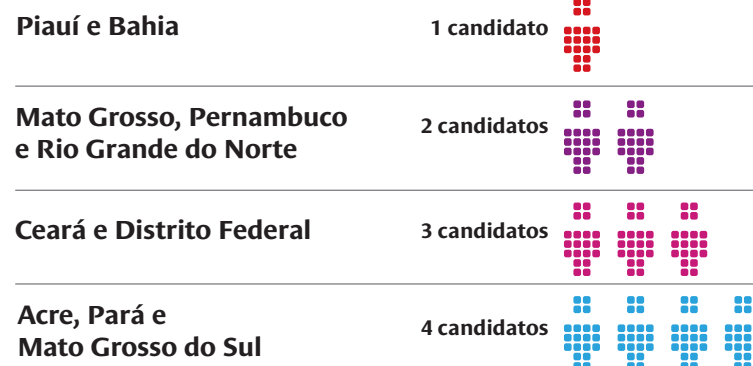 Piauí e Bahia
1 candidato
Mato Grosso, Pernambuco
e Rio Grande do Norte
2 candidatos
Ceará e Distrito Federal
3 candidatos
Acre, Pará e
Mato Grosso do Sul
4 candidatos